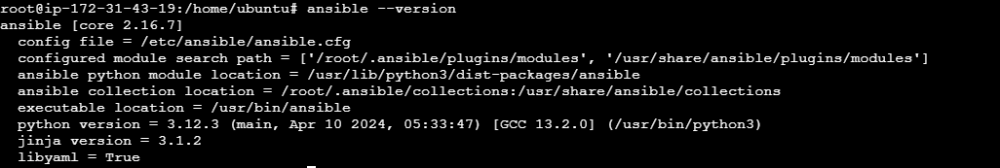 root@ip-172-31-43-19:/home/ubuntu# ansible --version
ansible [core 2.16.7]
  config file = /etc/ansible/ansible.cfg
  configured module search path = ['/root/.ansible/plugins/modules', '/usr/share/ansible/plugins/modules']
  ansible python module location = /usr/lib/python3/dist-packages/ansible
  ansible collection location = /root/.ansible/collections:/usr/share/ansible/collections
  executable location = /usr/bin/ansible
  python version = 3.12.3 (main, Apr 10 2024, 05:33:47) [GCC 13.2.0] (/usr/bin/python3)
  jinja version = 3.1.2
  libyaml = True